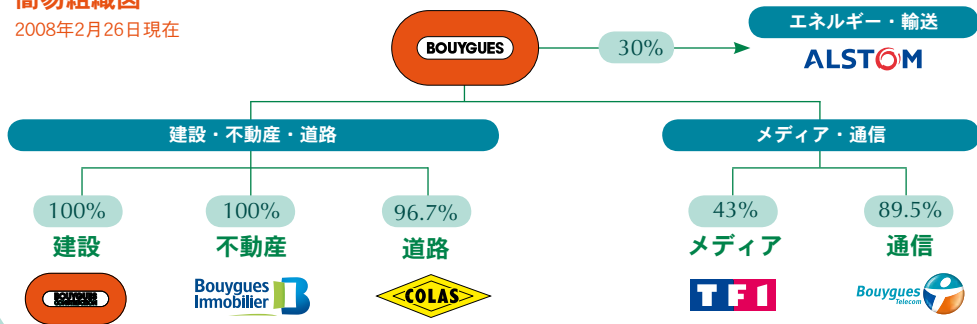 簡易組織図
2008年2月26日現在
BOUYGUES
30%
エネルギー・輸送
ALSTOM
建設・不動産・道路
メディア・通信
100%
100%
96.7%
43%
89.5%
建設
不動産
道路
メディア
通信
Bouygues
Immobilier
COLAS
TF1
Bouygues
Telecom